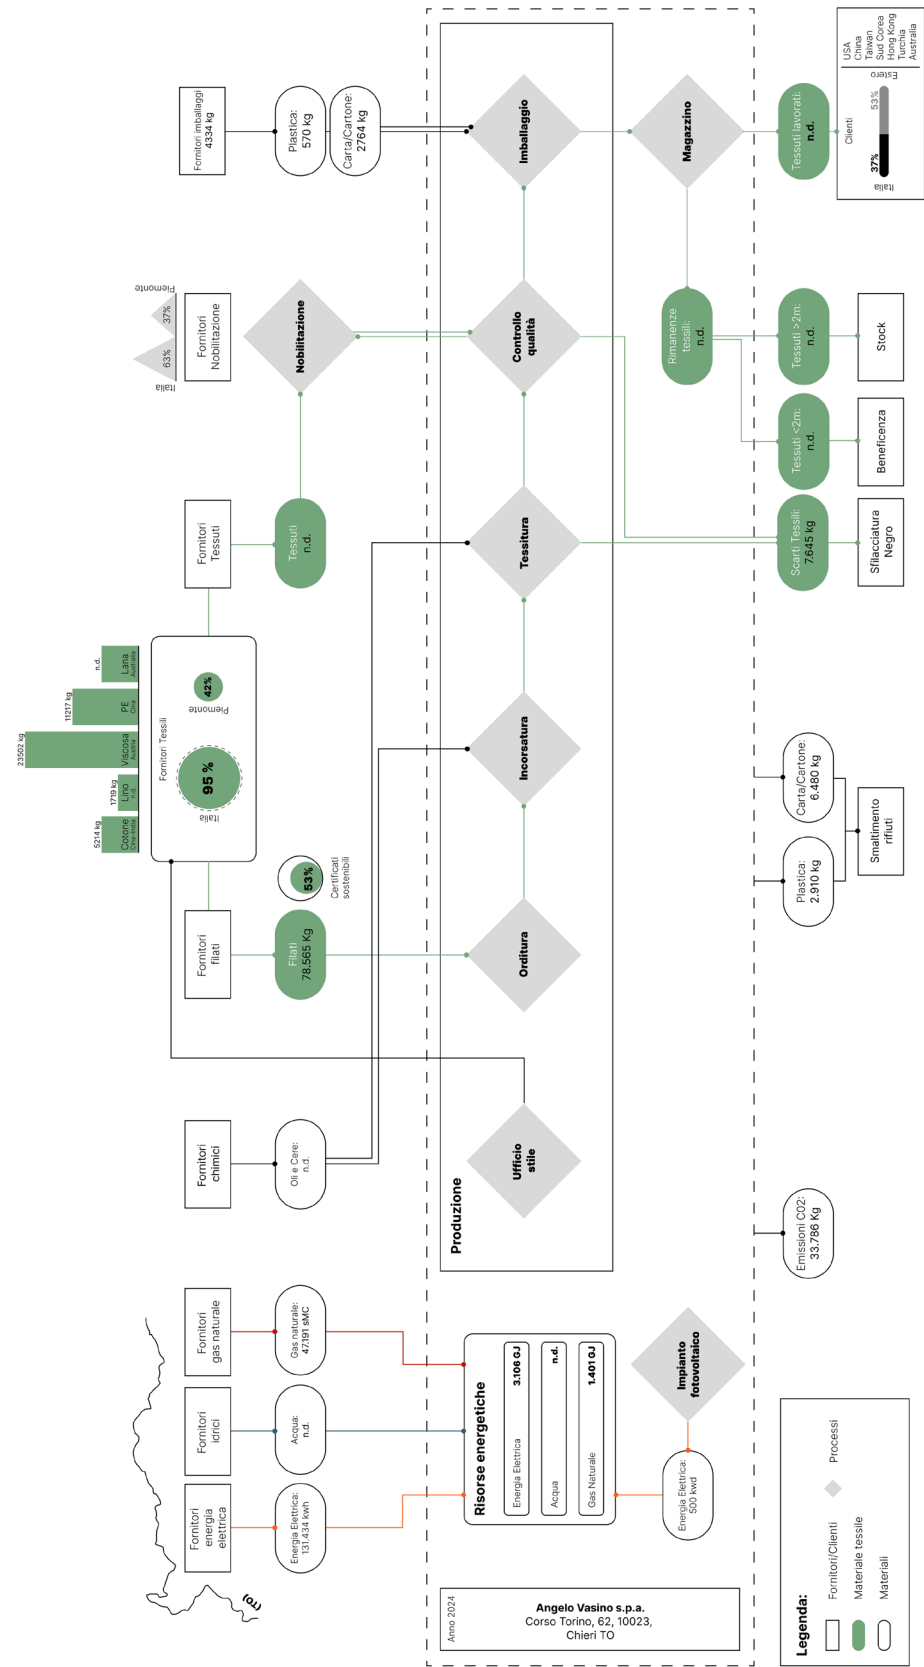 (TO)
Anno 2024
Angelo Vasino s.p.a.
Corso Torino, 62, 10023,
Chieri TO
Legenda:
Fornitori/Clienti
Materiale tessile
Materiali
Processi
Fornitori
energia
elettrica
Energia Elettrica:
131.434 kwh
Fornitori
idrici
Acqua:
n.d.
Fornitori
gas naturale
Gas naturale:
47.191 sMC
Risorse energetiche
Energia Elettrica
3.106 GJ
Acqua
n.d.
Gas Naturale
1.401 GJ
Energia Elettrica:
500 kwd
Impianto
fotovoltaico
Emissioni C02:
33.786 Kg
Fornitori
chimici
Oli e Cere:
n.d.
Produzione
Ufficio
stile
Fornitori
filati
Filati
78.565 Kg
53%
Certificati
sostenibili
5214 kg
Cotone
Cina-India
1719 kg
Lino
n.d.
23502 kg
Viscosa
Austria
11217 kg
PE
Cina
n.d.
Lana
Australia
Fornitori Tessili
Italia
95 %
Piemonte
42%
Orditura
Incorsatura
Tessitura
Controllo
qualità
Imballaggio
Plastica:
2.910 kg
Carta/Cartone:
6.480 kg
Smaltimento
rifiuti
Fornitori
Tessuti
Tessuti
n.d.
Nobilitazione
Italia
63%
37%
Piemonte
Fornitori
Nobilitazione
Fornitori imballaggi
4334 kg
Plastica:
570 kg
Carta/Cartone:
2764 kg
Magazzino
Rimanenze
tessili:
n.d.
Scarti Tessili:
7.645 kg
Sfilacciatura
Negro
Tessuti <2m:
n.d.
Beneficenza
Tessuti >2m:
n.d.
Stock
Tessuti lavorati:
n.d.
Clienti
Italia
37%
53%
Estero
USA
China
Taiwan
Sud Corea
Hong Kong
Turchia
Australia